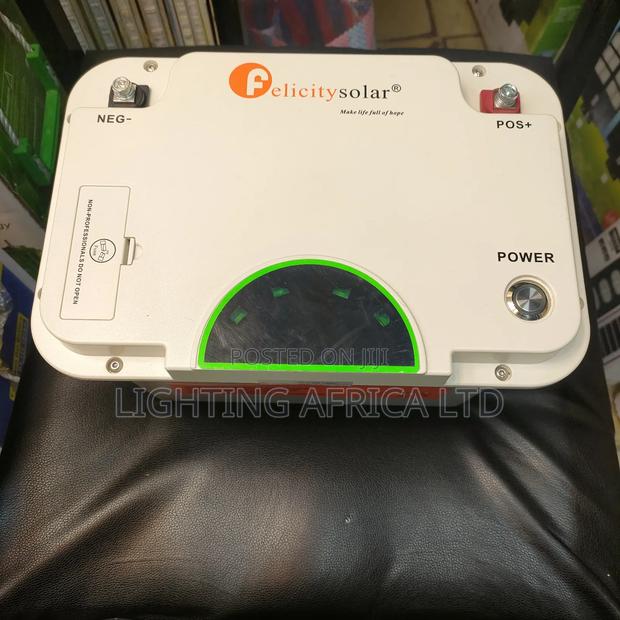 felicitysolar®
Make life full of hope
NEG-
POS+
NON-PROFESSIONALS DO NOT OPEN
POWER
POSTED ON JIJI
LIGHTING AFRICA LTD